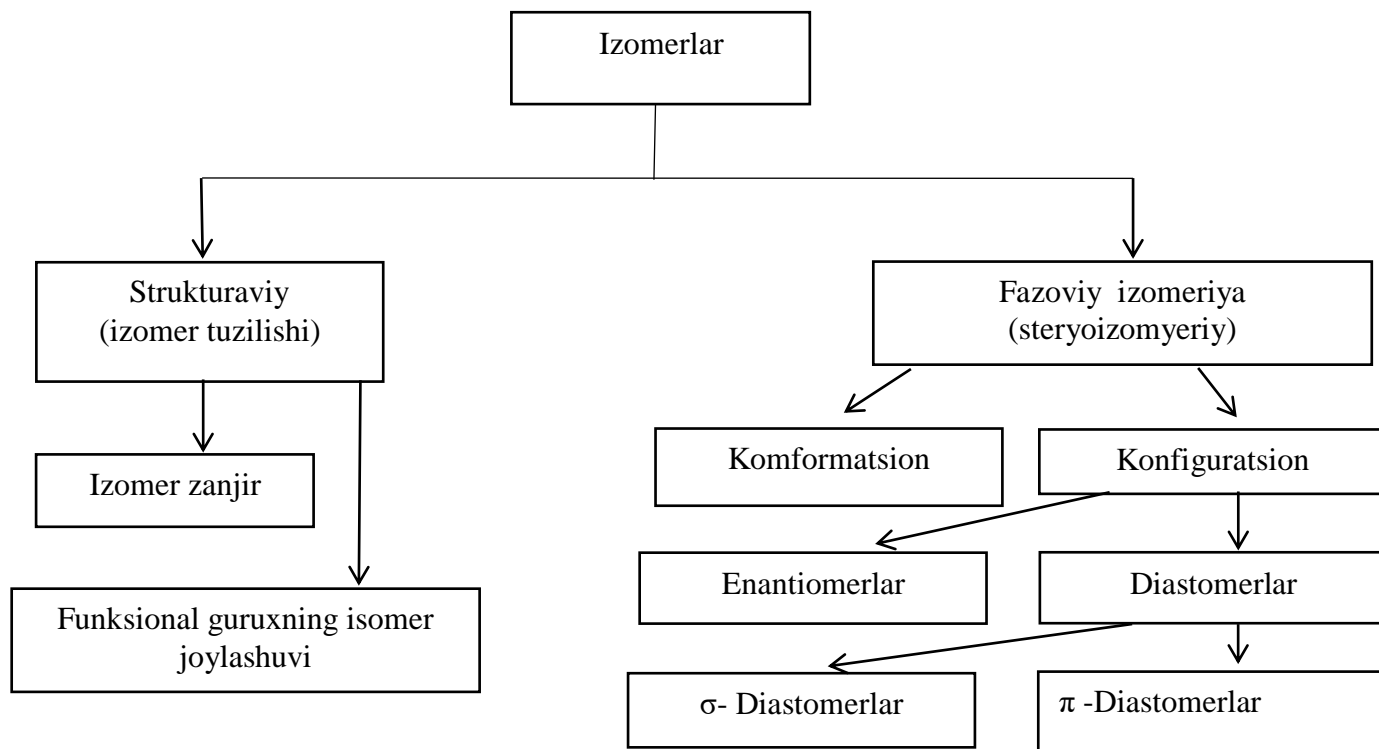 Izomerlar
Strukturaviy
(izomer tuzilishi)
Fazoviy izomeriya
(steryoizomyeriy)
Izomer zanjir
Komformatsion
Konfiguratsion
Funksional guruxning isomer
joylashuvi
Enantiomerlar
Diastomerlar
σ- Diastomerlar
π -Diastomerlar